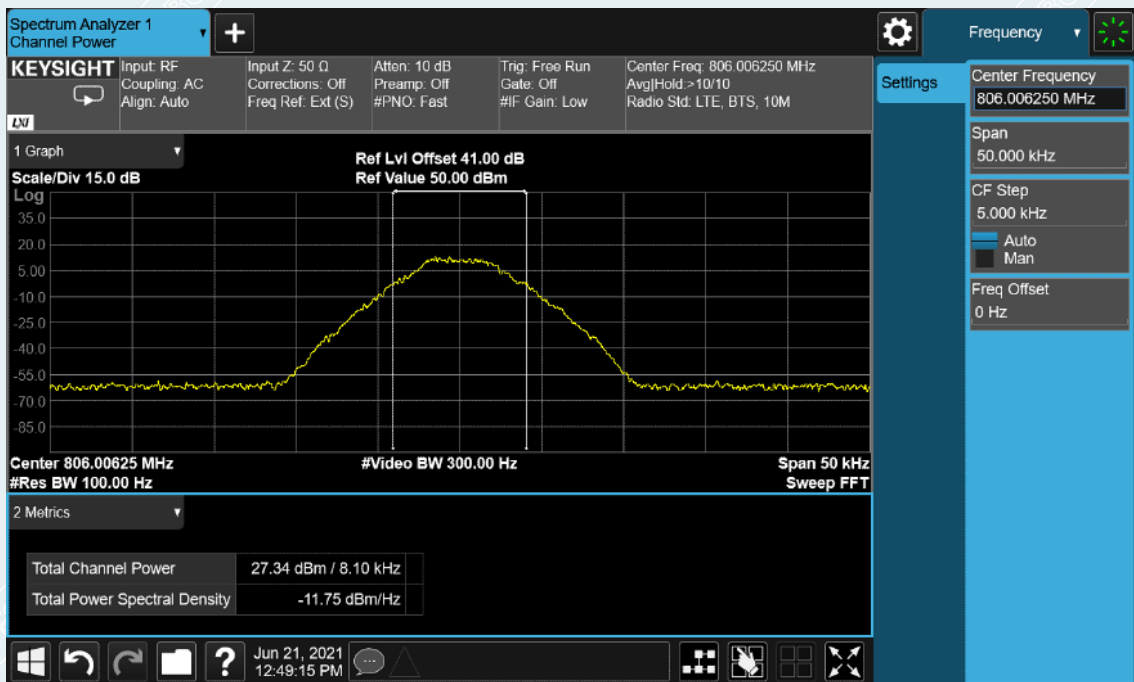 Spectrum Analyzer 1
Channel Power
+
Frequency
KEYSIGHT
Input: RF
Coupling: AC
Align: Auto
Input Z: 50 Ω
Corrections: Off
Freq Ref: Ext (S)
Atten: 10 dB
Preamp: Off
#PNO: Fast
Trig: Free Run
Gate: Off
#IF Gain: Low
Center Freq: 806.006250 MHz
Avg|Hold:>10/10
Radio Std: LTE, BTS, 10M
LXI
Settings
Center Frequency
806.006250 MHz
Span
50.000 kHz
CF Step
5.000 kHz
Auto
Man
Freq Offset
0 Hz
1 Graph
Scale/Div 15.0 dB
Ref Lvl Offset 41.00 dB
Ref Value 50.00 dBm
Log
35.0
20.0
5.00
-10.0
-25.0
-40.0
-55.0
-70.0
-85.0
Center 806.00625 MHz
#Video BW 300.00 Hz
Span 50 kHz
#Res BW 100.00 Hz
Sweep FFT
2 Metrics
Total Channel Power 27.34 dBm / 8.10 kHz
Total Power Spectral Density -11.75 dBm/Hz
?
Jun 21, 2021
12:49:15 PM